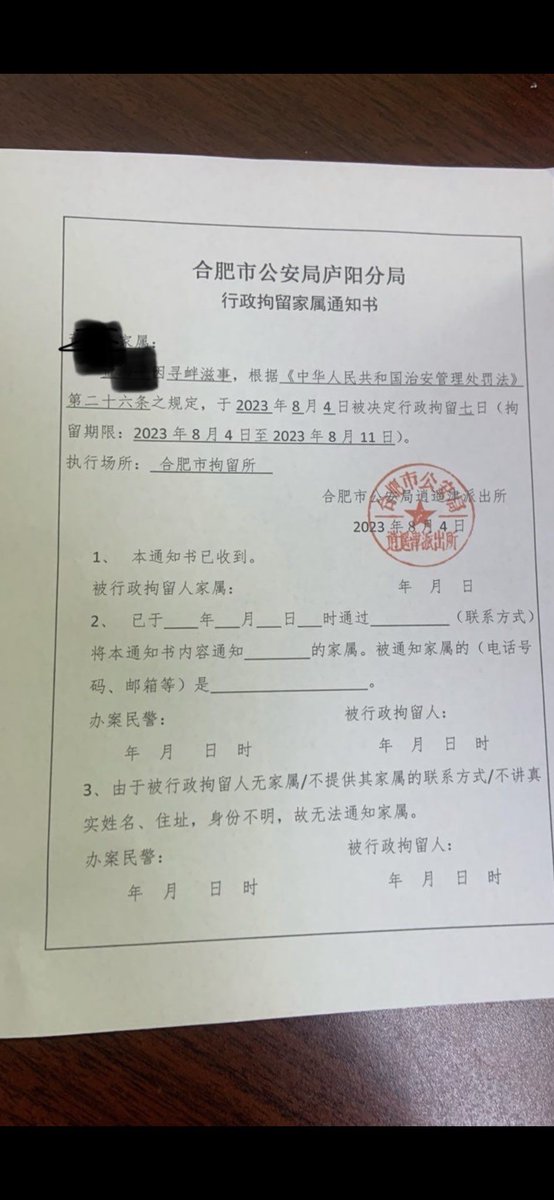 合肥市公安局庐阳分局
行政拘留家属通知书
家属：
因寻衅滋事，根据《中华人民共和国治安管理处罚法》
第二十六条之规定，于 2023 年 8 月 4 日被决定行政拘留七日（拘
留期限：2023 年 8 月 4 日至 2023 年 8 月 11 日）。
执行场所： 合肥市拘留所
合肥市公安局逍遥津派出所
2023 年 8 月 4 日
合肥市公安局
逍遥津派出所
1、 本通知书已收到。
被行政拘留人家属： 年 月 日
2、 已于____年___月___日___时通过__________（联系方式）
将本通知书内容通知________的家属。被通知家属的（电话号
码、邮箱等）是___________________。
办案民警： 被行政拘留人：
年 月 日 时 年 月 日 时
3、由于被行政拘留人无家属/不提供其家属的联系方式/不讲真
实姓名、住址，身份不明，故无法通知家属。
办案民警： 被行政拘留人：
年 月 日 时 年 月 日 时